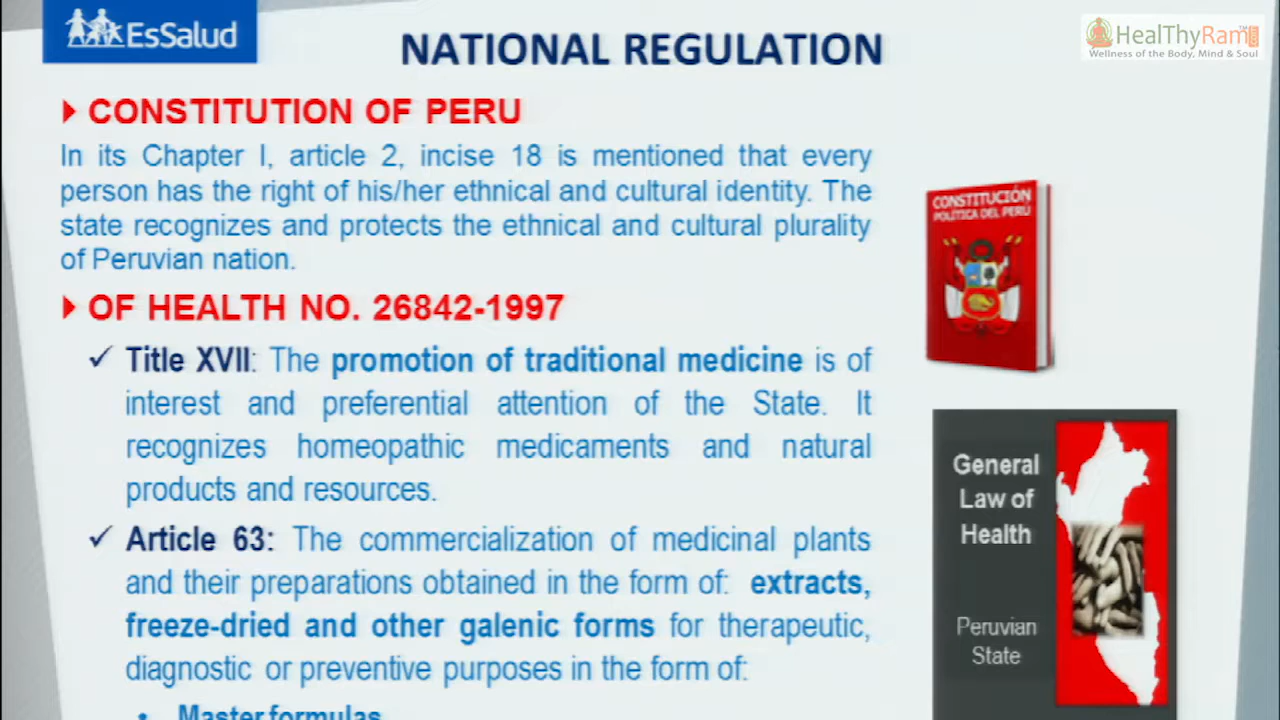 EsSalud
NATIONAL REGULATION
HealThyRam
TM
.COM
Wellness of the Body, Mind & Soul
CONSTITUTION OF PERU
In its Chapter I, article 2, incise 18 is mentioned that every
person has the right of his/her ethnical and cultural identity. The
state recognizes and protects the ethnical and cultural plurality
of Peruvian nation.
CONSTITUCIÓN
POLÍTICA DEL PERÚ
OF HEALTH NO. 26842-1997
✓ Title XVII: The promotion of traditional medicine is of
interest and preferential attention of the State. It
recognizes homeopathic medicaments and natural
products and resources.
✓ Article 63: The commercialization of medicinal plants
and their preparations obtained in the form of: extracts,
freeze-dried and other galenic forms for therapeutic,
diagnostic or preventive purposes in the form of:
• Master formulas
General
Law of
Health
Peruvian
State